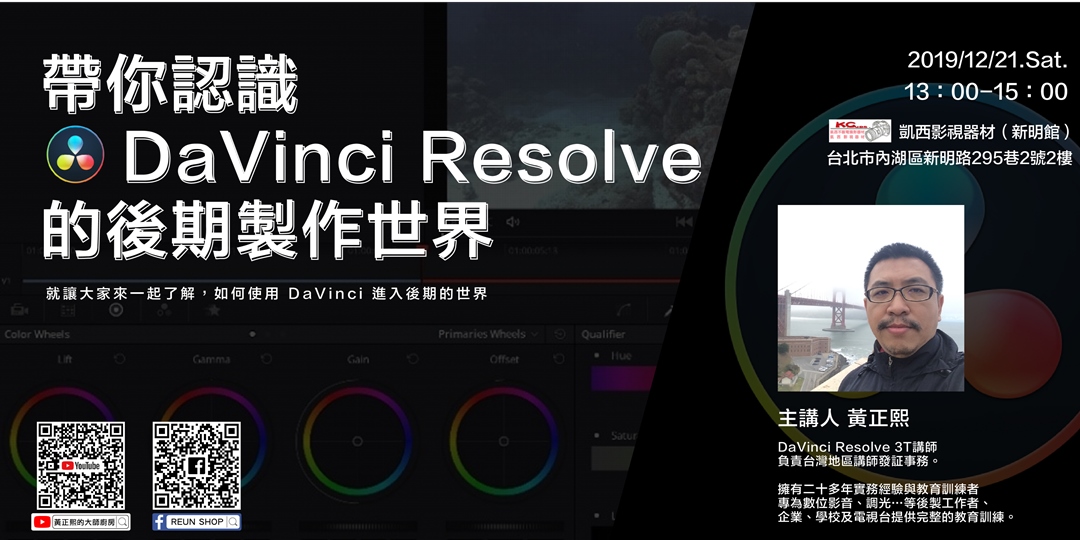 帶你認識
DaVinci Resolve
的後期製作世界
就讓大家來一起了解，如何使用 DaVinci 進入後期的世界
2019/12/21.Sat.
13：00-15：00
凱西影視器材（新明館）
台北市內湖區新明路295巷2號2樓
主講人 黃正熙
DaVinci Resolve 3T講師
負責台灣地區講師發証事務。
擁有二十多年實務經驗與教育訓練者
專為數位影音、調光…等後製工作者、
企業、學校及電視台提供完整的教育訓練。
Color Wheels
Primaries Wheels
Qualifier
Lift
Gamma
Gain
Offset
Hue
YouTube
黃正熙的大師廚房
REUN SHOP